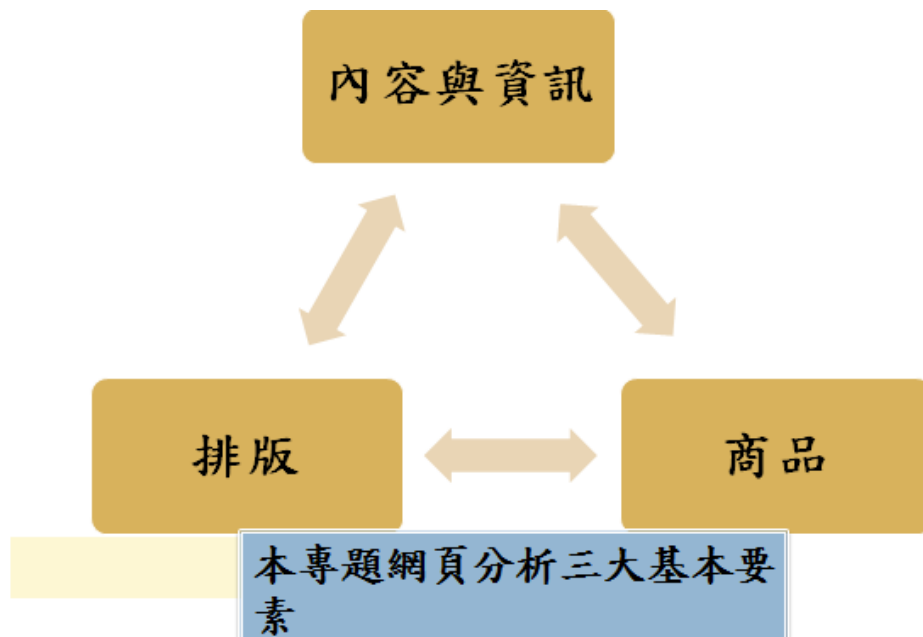 內容與資訊
排版
商品
本專題網頁分析三大基本要
素